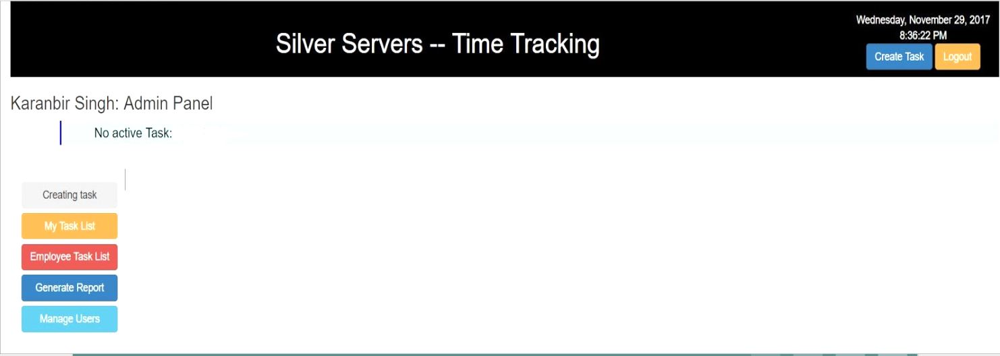 Wednesday, November 29, 2017
Silver Servers -- Time Tracking
8:36:22 PM
Create Task Logout
Karanbir Singh: Admin Panel
No active Task:
Creating task
My Task List
Employee Task List
Generate Report
Manage Users